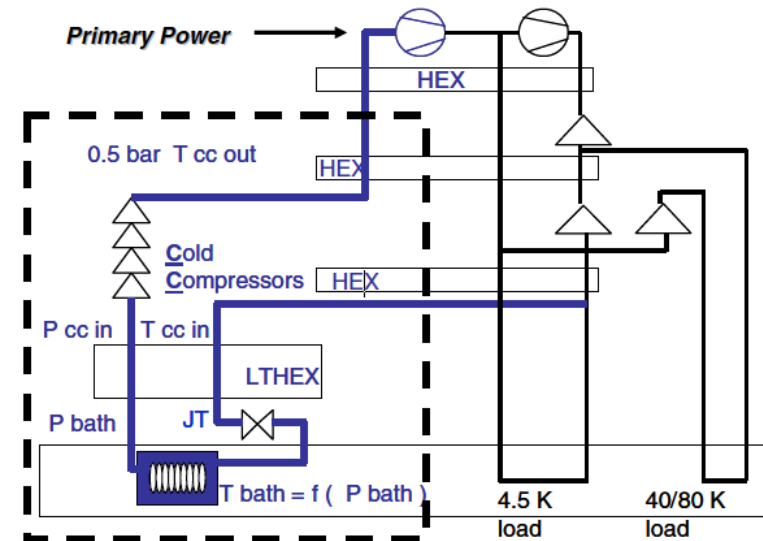 Primary Power
HEX
0.5 bar T cc out
HEX
Cold
Compressors
HEX
P cc in T cc in
LTHEX
P bath
JT
T bath = f ( P bath )
4.5 K
load
40/80 K
load